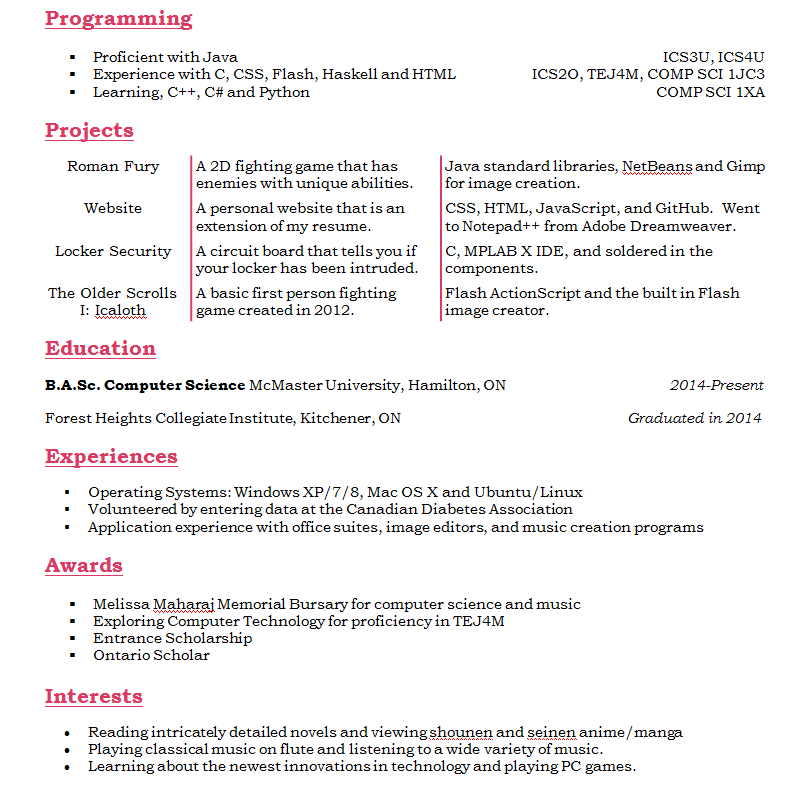 Programming
▪ Proficient with Java ICS3U, ICS4U
▪ Experience with C, CSS, Flash, Haskell and HTML ICS2O, TEJ4M, COMP SCI 1JC3
▪ Learning, C++, C# and Python COMP SCI 1XA
Projects
Roman Fury A 2D fighting game that has Java standard libraries, NetBeans and Gimp
enemies with unique abilities. for image creation.
Website A personal website that is an CSS, HTML, JavaScript, and GitHub. Went
extension of my resume. to Notepad++ from Adobe Dreamweaver.
Locker Security A circuit board that tells you if C, MPLAB X IDE, and soldered in the
your locker has been intruded. components.
The Older Scrolls A basic first person fighting Flash ActionScript and the built in Flash
I: Icaloth game created in 2012. image creator.
Education
B.A.Sc. Computer Science McMaster University, Hamilton, ON 2014-Present
Forest Heights Collegiate Institute, Kitchener, ON Graduated in 2014
Experiences
▪ Operating Systems: Windows XP/7/8, Mac OS X and Ubuntu/Linux
▪ Volunteered by entering data at the Canadian Diabetes Association
▪ Application experience with office suites, image editors, and music creation programs
Awards
▪ Melissa Maharaj Memorial Bursary for computer science and music
▪ Exploring Computer Technology for proficiency in TEJ4M
▪ Entrance Scholarship
▪ Ontario Scholar
Interests
• Reading intricately detailed novels and viewing shounen and seinen anime/manga
• Playing classical music on flute and listening to a wide variety of music.
• Learning about the newest innovations in technology and playing PC games.